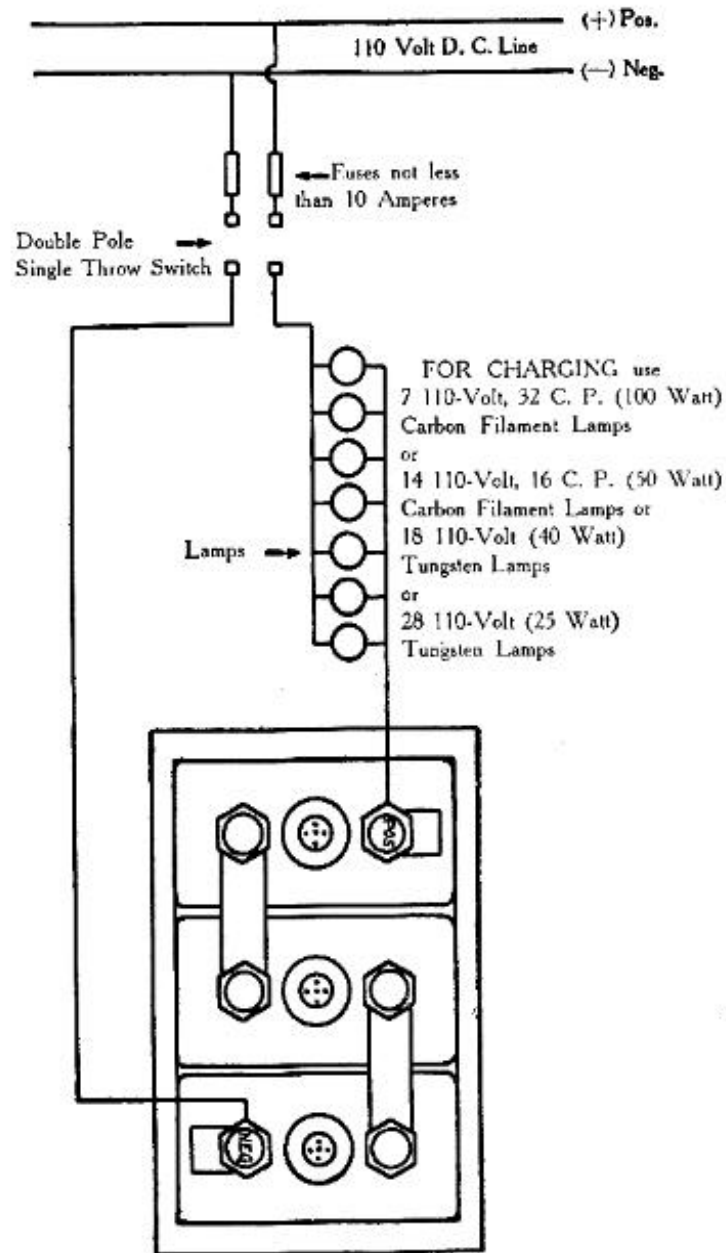 (+) Pos.
110 Volt D. C. Line
(—) Neg.
Fuses not less
than 10 Amperes
Double Pole
Single Throw Switch
FOR CHARGING use
7 110-Volt, 32 C. P. (100 Watt)
Carbon Filament Lamps
or
14 110-Volt, 16 C. P. (50 Watt)
Carbon Filament Lamps or
18 110-Volt (40 Watt)
Tungsten Lamps
or
28 110-Volt (25 Watt)
Tungsten Lamps
Lamps
POS
NEG